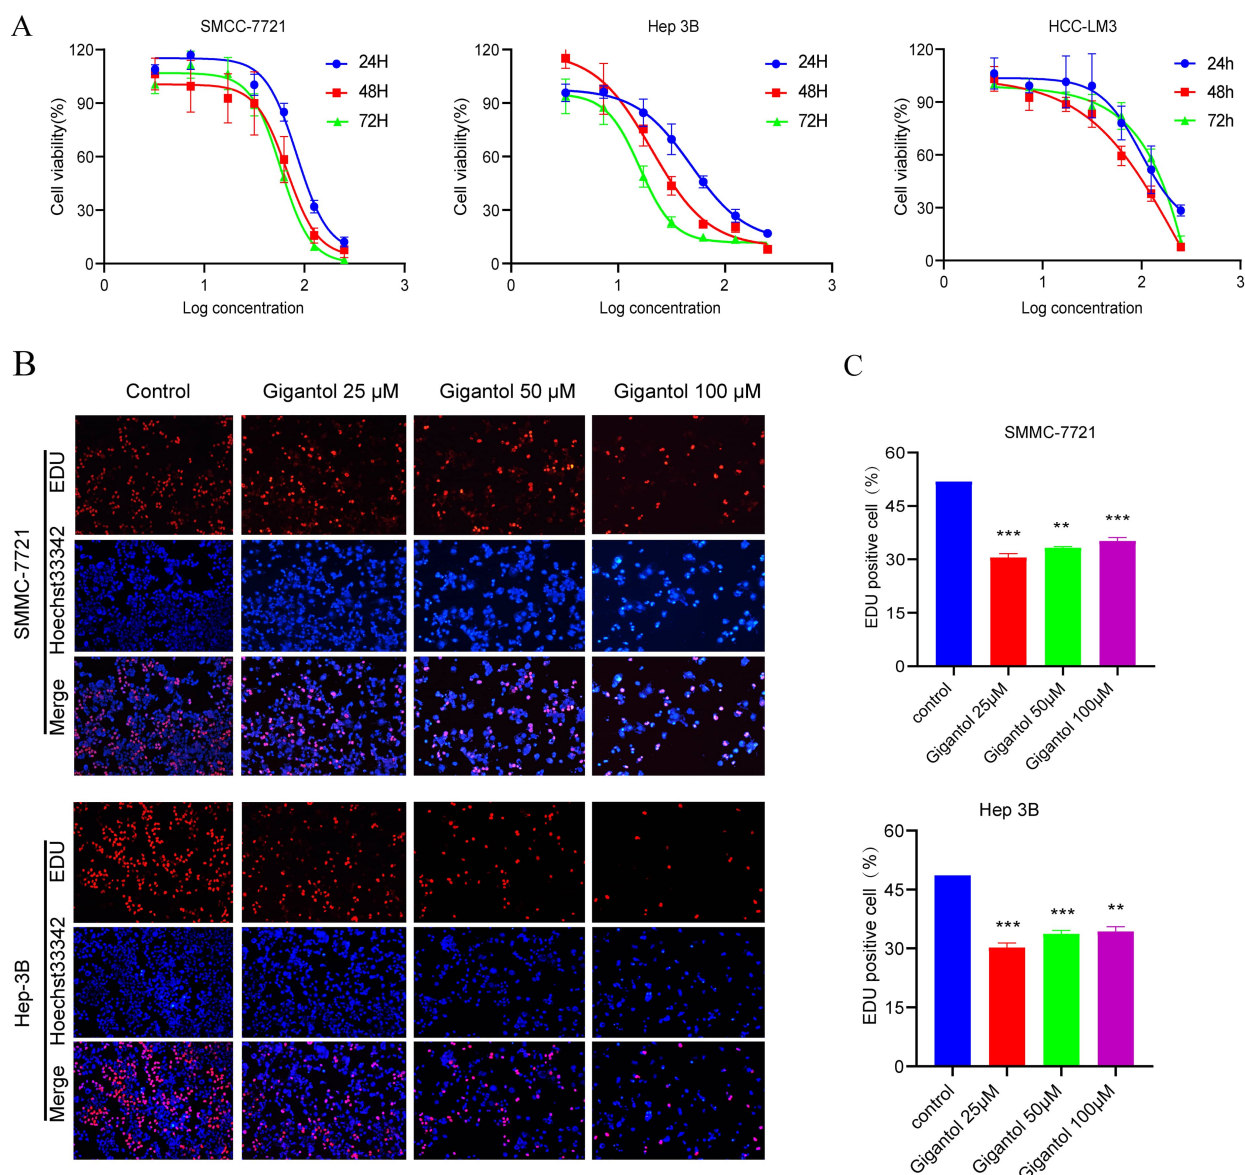 A
SMCC-7721
Cell viability(%)
120
90
60
30
0
0
1
2
3
Log concentration
24H
48H
72H
Hep 3B
Cell viability(%)
120
90
60
30
0
0
1
2
3
Log concentration
24H
48H
72H
HCC-LM3
Cell viability(%)
120
90
60
30
0
0
1
2
3
Log concentration
24h
48h
72h
B
Control
Gigantol 25 μM
Gigantol 50 μM
Gigantol 100 μM
SMMC-7721
EDU
Hoechst33342
Merge
Hep-3B
EDU
Hoechst33342
Merge
C
SMMC-7721
EDU positive cell (%)
60
45
30
15
0
***
**
***
control
Gigantol 25μM
Gigantol 50μM
Gigantol 100μM
Hep 3B
EDU positive cell (%)
60
45
30
15
0
***
***
**
control
Gigantol 25μM
Gigantol 50μM
Gigantol 100μM